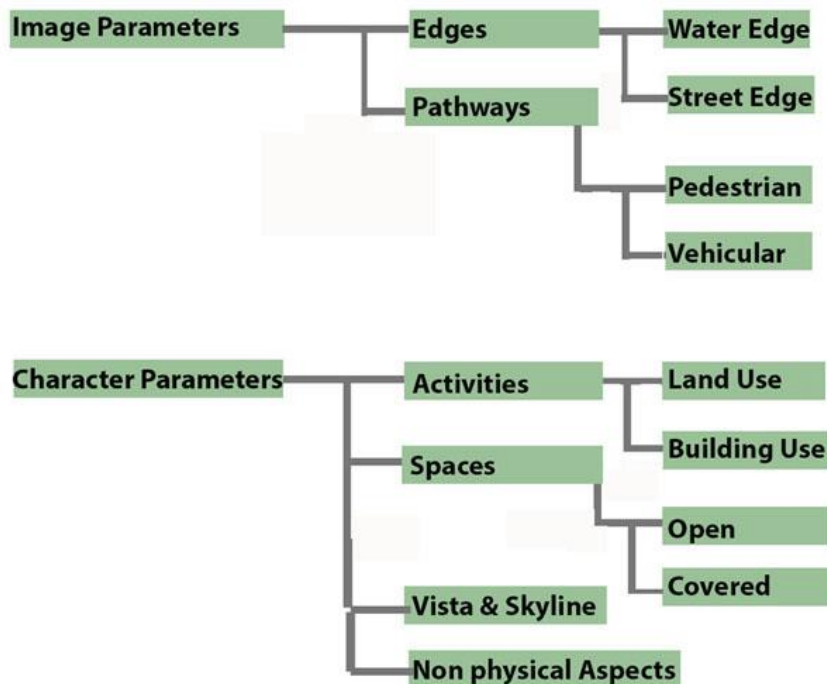 Image Parameters
Edges
Water Edge
Street Edge
Pathways
Pedestrian
Vehicular
Character Parameters
Activities
Land Use
Building Use
Spaces
Open
Covered
Vista & Skyline
Non physical Aspects